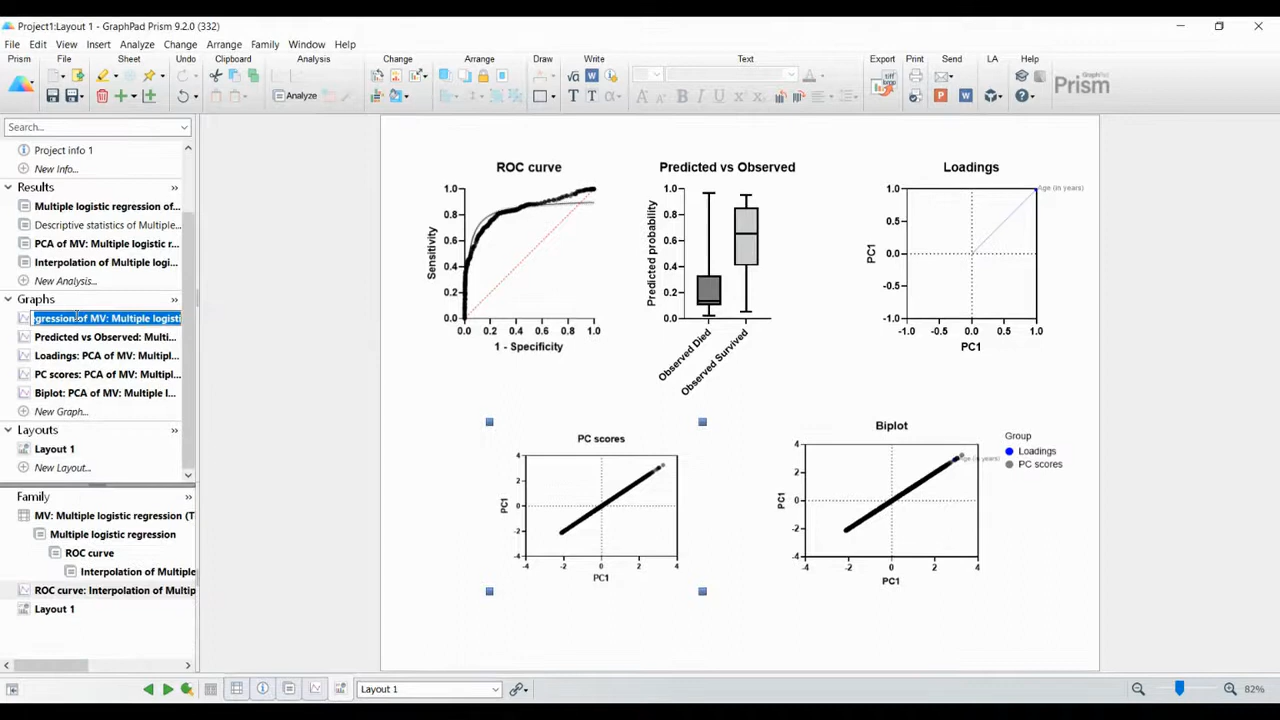 Project1:Layout 1 - GraphPad Prism 9.2.0 (332)
File Edit View Insert Analyze Change Arrange Family Window Help
Prism File Sheet Undo Clipboard Analysis Change Arrange Draw Write Text Export Print Send LA Help
Analyze
GraphPad
Prism
Search...
Project info 1
New Info...
Results
Multiple logistic regression of...
Descriptive statistics of Multiple...
PCA of MV: Multiple logistic r...
Interpolation of Multiple logi...
New Analysis...
Graphs
egression of MV: Multiple logisti
Predicted vs Observed: Multi...
Loadings: PCA of MV: Multipl...
PC scores: PCA of MV: Multipl...
Biplot: PCA of MV: Multiple l...
New Graph...
Layouts
Layout 1
New Layout...
Family
MV: Multiple logistic regression (T
Multiple logistic regression
ROC curve
Interpolation of Multiple
ROC curve: Interpolation of Multip
Layout 1
ROC curve
1.0
0.8
0.6
0.4
0.2
0.0
Sensitivity
0.0 0.2 0.4 0.6 0.8 1.0
1 - Specificity
Predicted vs Observed
1.0
0.8
0.6
0.4
0.2
0.0
Predicted probability
Observed Died
Observed Survived
Loadings
Age (in years)
1.0
0.5
0.0
-0.5
-1.0
PC1
-1.0 -0.5 0.0 0.5 1.0
PC1
PC scores
4
2
0
-2
-4
PC1
-4 -2 0 2 4
PC1
Biplot
Age (in years)
4
2
0
-2
-4
PC1
-4 -2 0 2 4
PC1
Group
Loadings
PC scores
Layout 1
82%